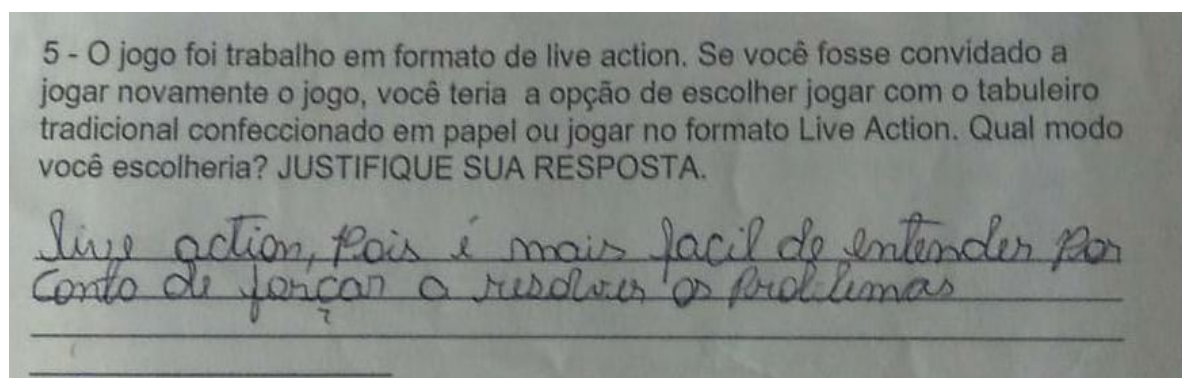 5 - O jogo foi trabalho em formato de live action. Se você fosse convidado a
jogar novamente o jogo, você teria a opção de escolher jogar com o tabuleiro
tradicional confeccionado em papel ou jogar no formato Live Action. Qual modo
você escolheria? JUSTIFIQUE SUA RESPOSTA.
live action, pois é mais facil de entender por
conta de forçar a resolver os problemas